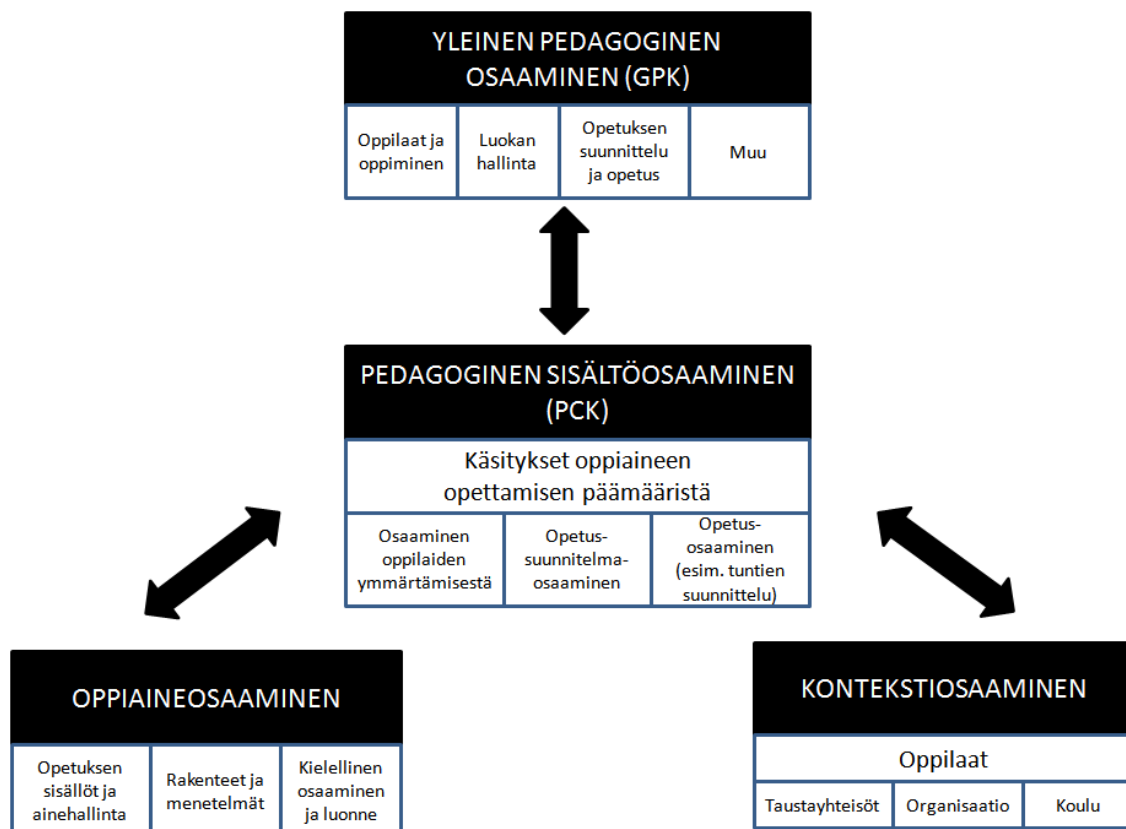 YLEINEN PEDAGOGINEN
OSAAMINEN (GPK)
Oppilaat ja
oppiminen
Luokan
hallinta
Opetuksen
suunnittelu
ja opetus
Muu
PEDAGOGINEN SISÄLTÖOSAAMINEN
(PCK)
Käsitykset oppiaineen
opettamisen päämääristä
Osaaminen
oppilaiden
ymmärtämisestä
Opetus-
suunnitelma-
osaaminen
Opetus-
osaaminen
(esim. tuntien
suunnittelu)
OPPIAINEOSAAMINEN
Opetuksen
sisällöt ja
ainehallinta
Rakenteet ja
menetelmät
Kielellinen
osaaminen
ja luonne
KONTEKSTIOSAAMINEN
Oppilaat
Taustayhteisöt
Organisaatio
Koulu